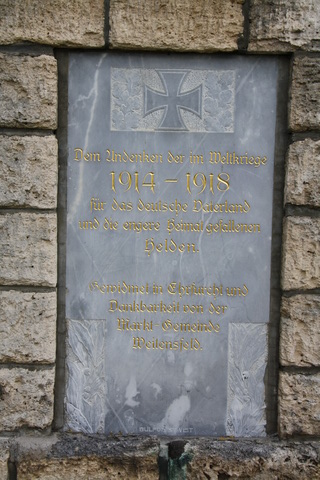 Dem Andenken der im Weltkriege
1914 - 1918
für das deutsche Vaterland
und die engere Heimat gefallenen
Helden.
Gewidmet in Ehrfurcht und
Dankbarkeit von der
Markt-Gemeinde
Weitensfeld.